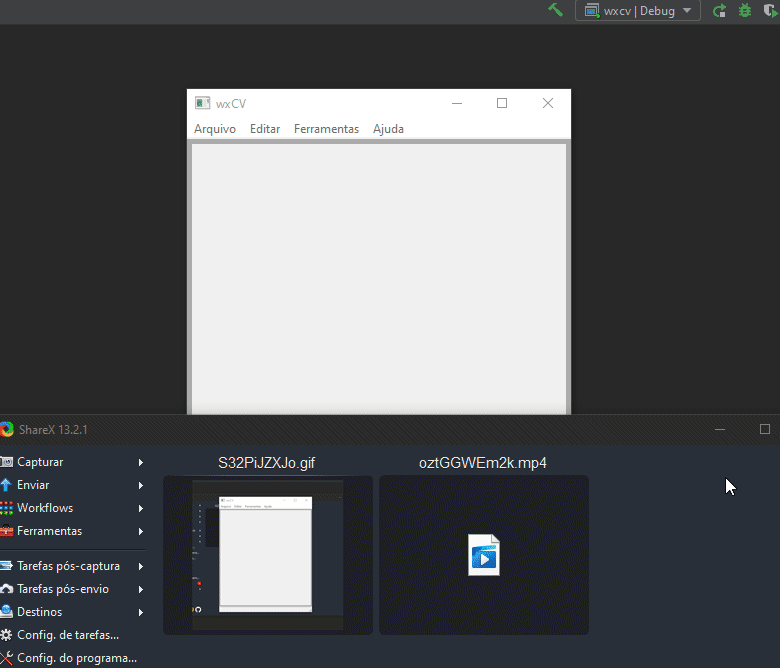 wxcv | Debug
wxCV
Arquivo Editar Ferramentas Ajuda
ShareX 13.2.1
Capturar
Enviar
Workflows
Ferramentas
Tarefas pós-captura
Tarefas pós-envio
Destinos
Config. de tarefas...
Config. do programa...
S32PiJZXJo.gif
oztGGWEm2k.mp4